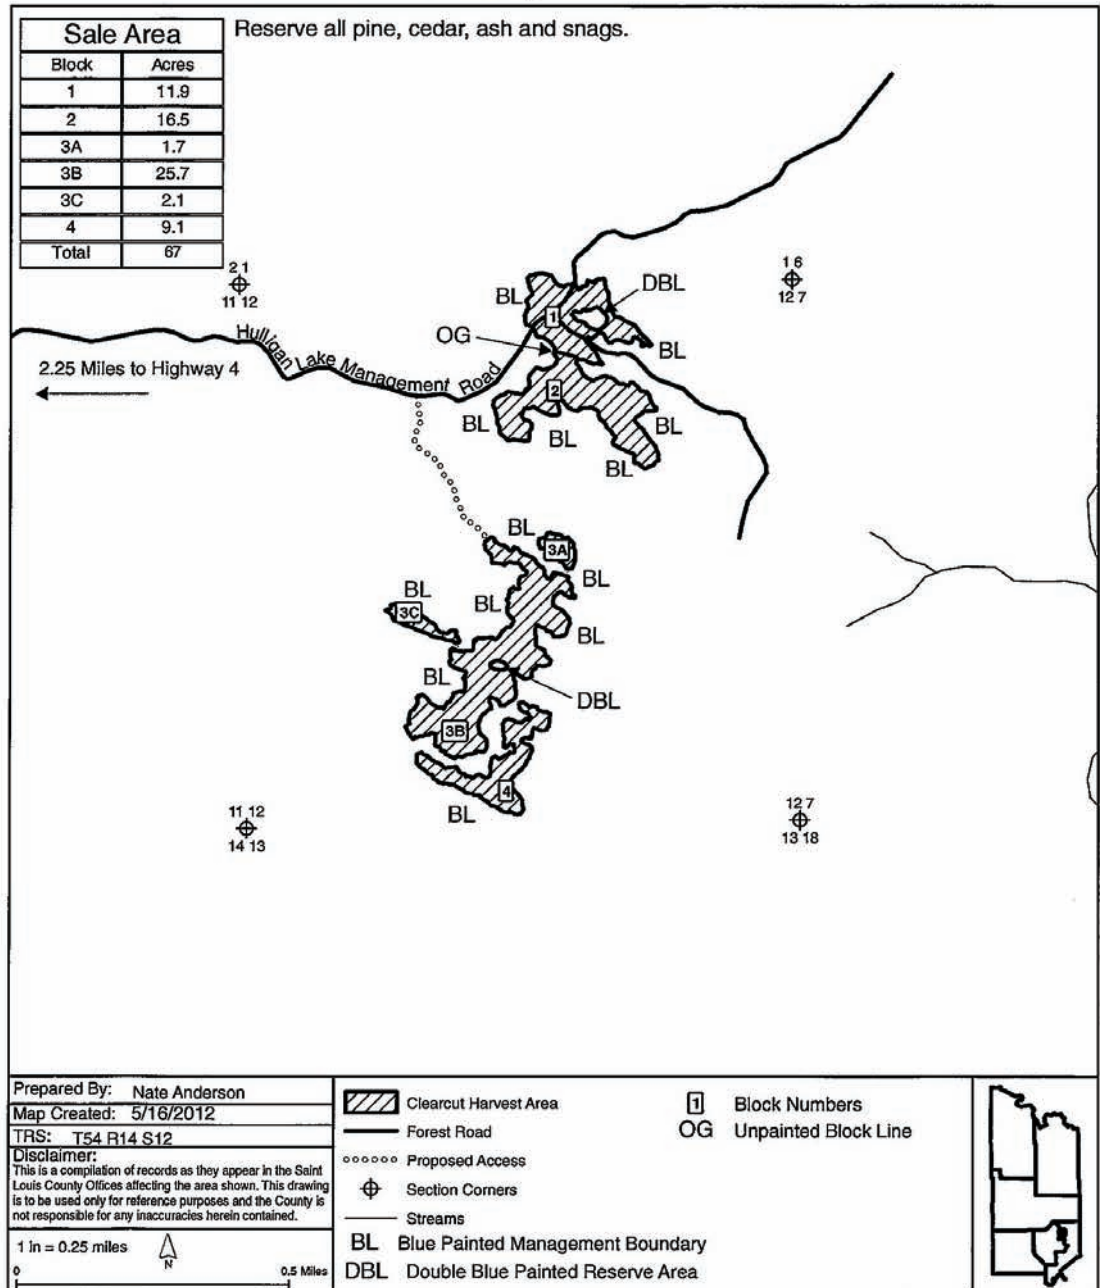 Sale Area
Block Acres
1 11.9
2 16.5
3A 1.7
3B 25.7
3C 2.1
4 9.1
Total 67
Reserve all pine, cedar, ash and snags.
2 1
11 12
1 6
12 7
BL
DBL
1
OG
BL
Hulligan Lake Management Road
2.25 Miles to Highway 4
2
BL
BL
BL
BL
BL
3A
BL
BL
3C
BL
BL
BL
DBL
3B
4
BL
11 12
14 13
12 7
13 18
Prepared By: Nate Anderson
Map Created: 5/16/2012
TRS: T54 R14 S12
Disclaimer:
This is a compilation of records as they appear in the Saint
Louis County Offices affecting the area shown. This drawing
is to be used only for reference purposes and the County is
not responsible for any inaccuracies herein contained.
1 in = 0.25 miles
N
0 0.5 Miles
Clearcut Harvest Area
Forest Road
Proposed Access
Section Corners
Streams
BL Blue Painted Management Boundary
DBL Double Blue Painted Reserve Area
1 Block Numbers
OG Unpainted Block Line